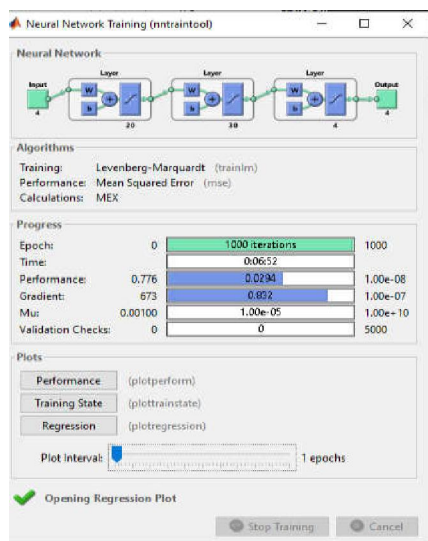 Neural Network Training (nntraintool)
Neural Network
Layer Layer Layer
Input Output
W W W
b b b
4 20 30 4 4
Algorithms
Training: Levenberg-Marquardt (trainlm)
Performance: Mean Squared Error (mse)
Calculations: MEX
Progress
Epoch: 0 1000 iterations 1000
Time: 0:06:52
Performance: 0.776 0.0294 1.00e-08
Gradient: 673 0.832 1.00e-07
Mu: 0.00100 1.00e-05 1.00e+10
Validation Checks: 0 0 5000
Plots
Performance (plotperform)
Training State (plottrainstate)
Regression (plotregression)
Plot Interval: 1 epochs
Opening Regression Plot
Stop Training Cancel